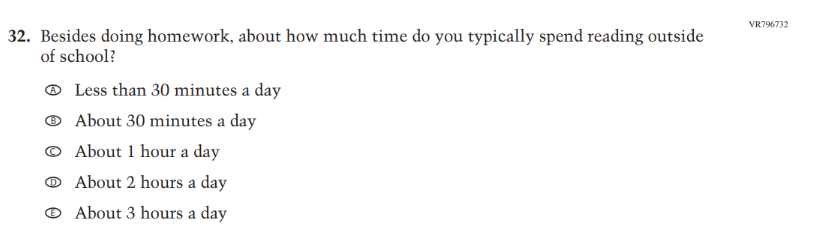 VR796732
32. Besides doing homework, about how much time do you typically spend reading outside
of school?
A Less than 30 minutes a day
B About 30 minutes a day
C About 1 hour a day
D About 2 hours a day
E About 3 hours a day